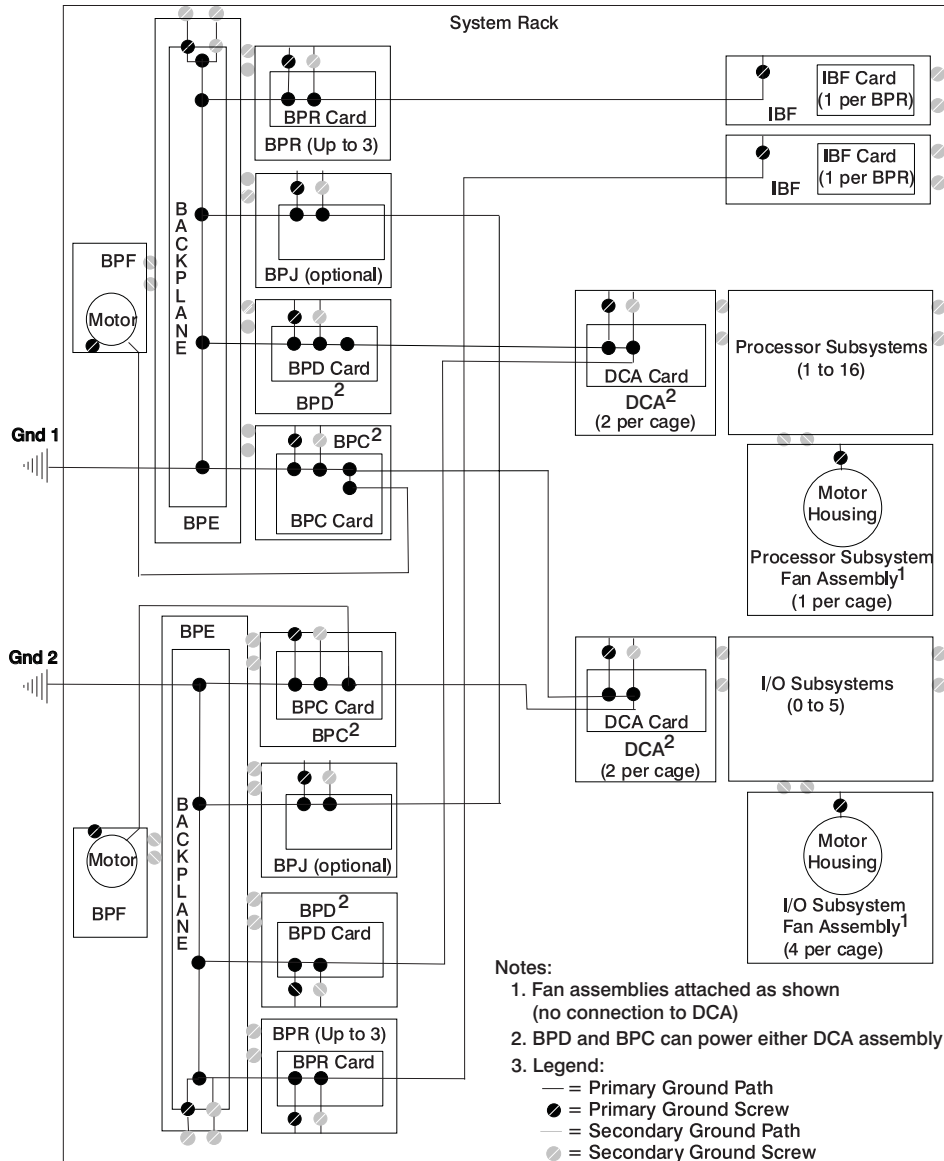 System Rack
BPR Card
BPR (Up to 3)
IBF Card
(1 per BPR)
IBF
IBF Card
(1 per BPR)
IBF
BACKPLANE
BPJ (optional)
BPF
Motor
BPD Card
BPD2
DCA Card
DCA2
(2 per cage)
Processor Subsystems
(1 to 16)
Gnd 1
BPC2
BPC Card
BPE
Motor
Housing
Processor Subsystem
Fan Assembly1
(1 per cage)
BPE
Gnd 2
BPC Card
BPC2
DCA Card
DCA2
(2 per cage)
I/O Subsystems
(0 to 5)
BACKPLANE
BPJ (optional)
Motor
BPF
Motor
Housing
I/O Subsystem
Fan Assembly1
(4 per cage)
BPD2
BPD Card
BPR (Up to 3)
BPR Card
Notes:
1. Fan assemblies attached as shown
(no connection to DCA)
2. BPD and BPC can power either DCA assembly
3. Legend:
= Primary Ground Path
= Primary Ground Screw
= Secondary Ground Path
= Secondary Ground Screw